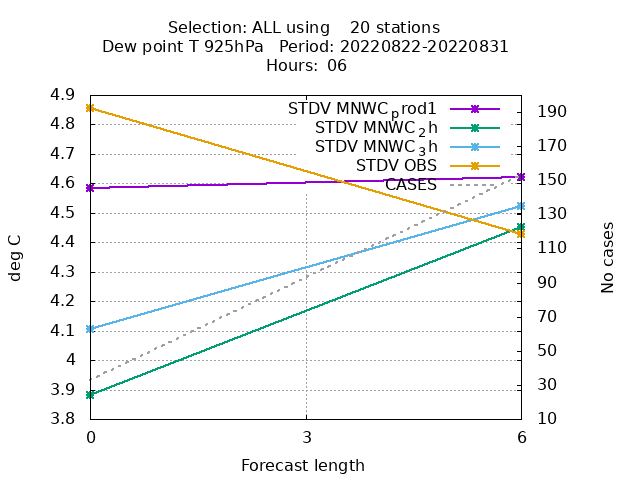 Selection: ALL using 20 stations
Dew point T 925hPa Period: 20220822-20220831
Hours: 06
STDV MNWC_prod1
STDV MNWC_2h
STDV MNWC_3h
STDV OBS
CASES
4.9
4.8
4.7
4.6
4.5
4.4
4.3
4.2
4.1
4
3.9
3.8
deg C
190
170
150
130
110
90
70
50
30
10
No cases
0 3 6
Forecast length